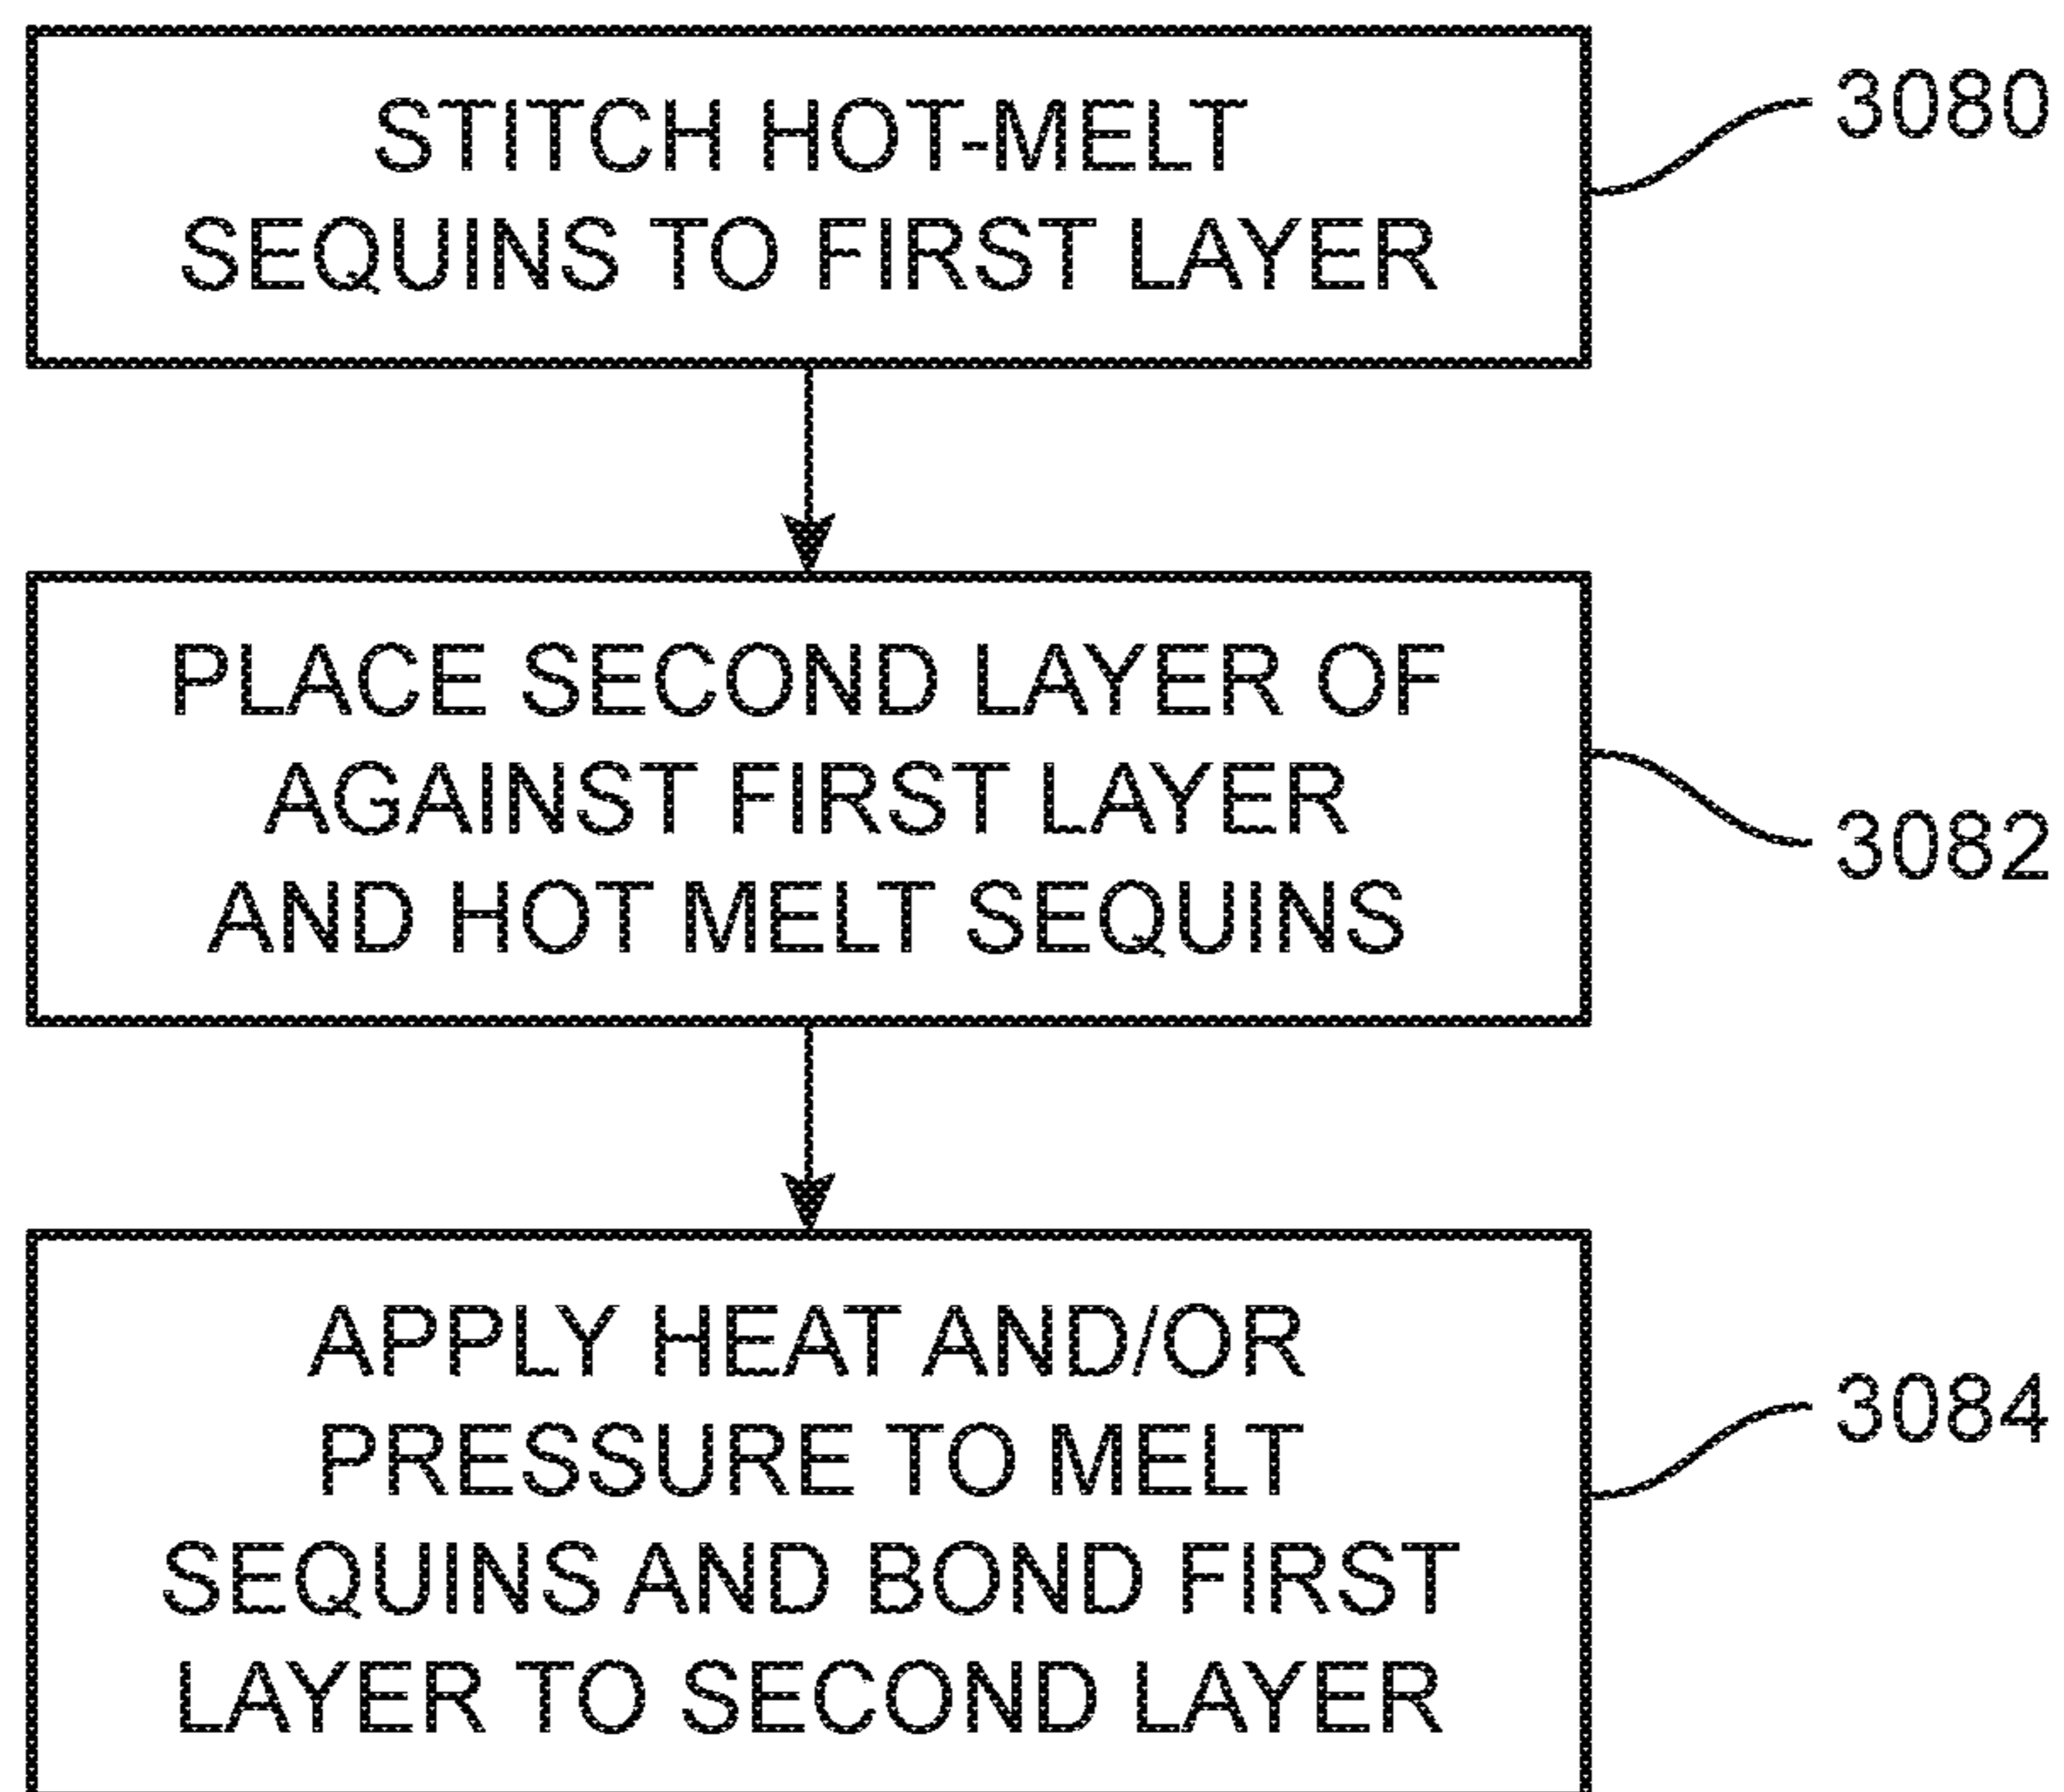 STITCH HOT-MELT
SEQUINS TO FIRST LAYER
3080
PLACE SECOND LAYER OF
AGAINST FIRST LAYER
AND HOT MELT SEQUINS
3082
APPLY HEAT AND/OR
PRESSURE TO MELT
SEQUINS AND BOND FIRST
LAYER TO SECOND LAYER
3084